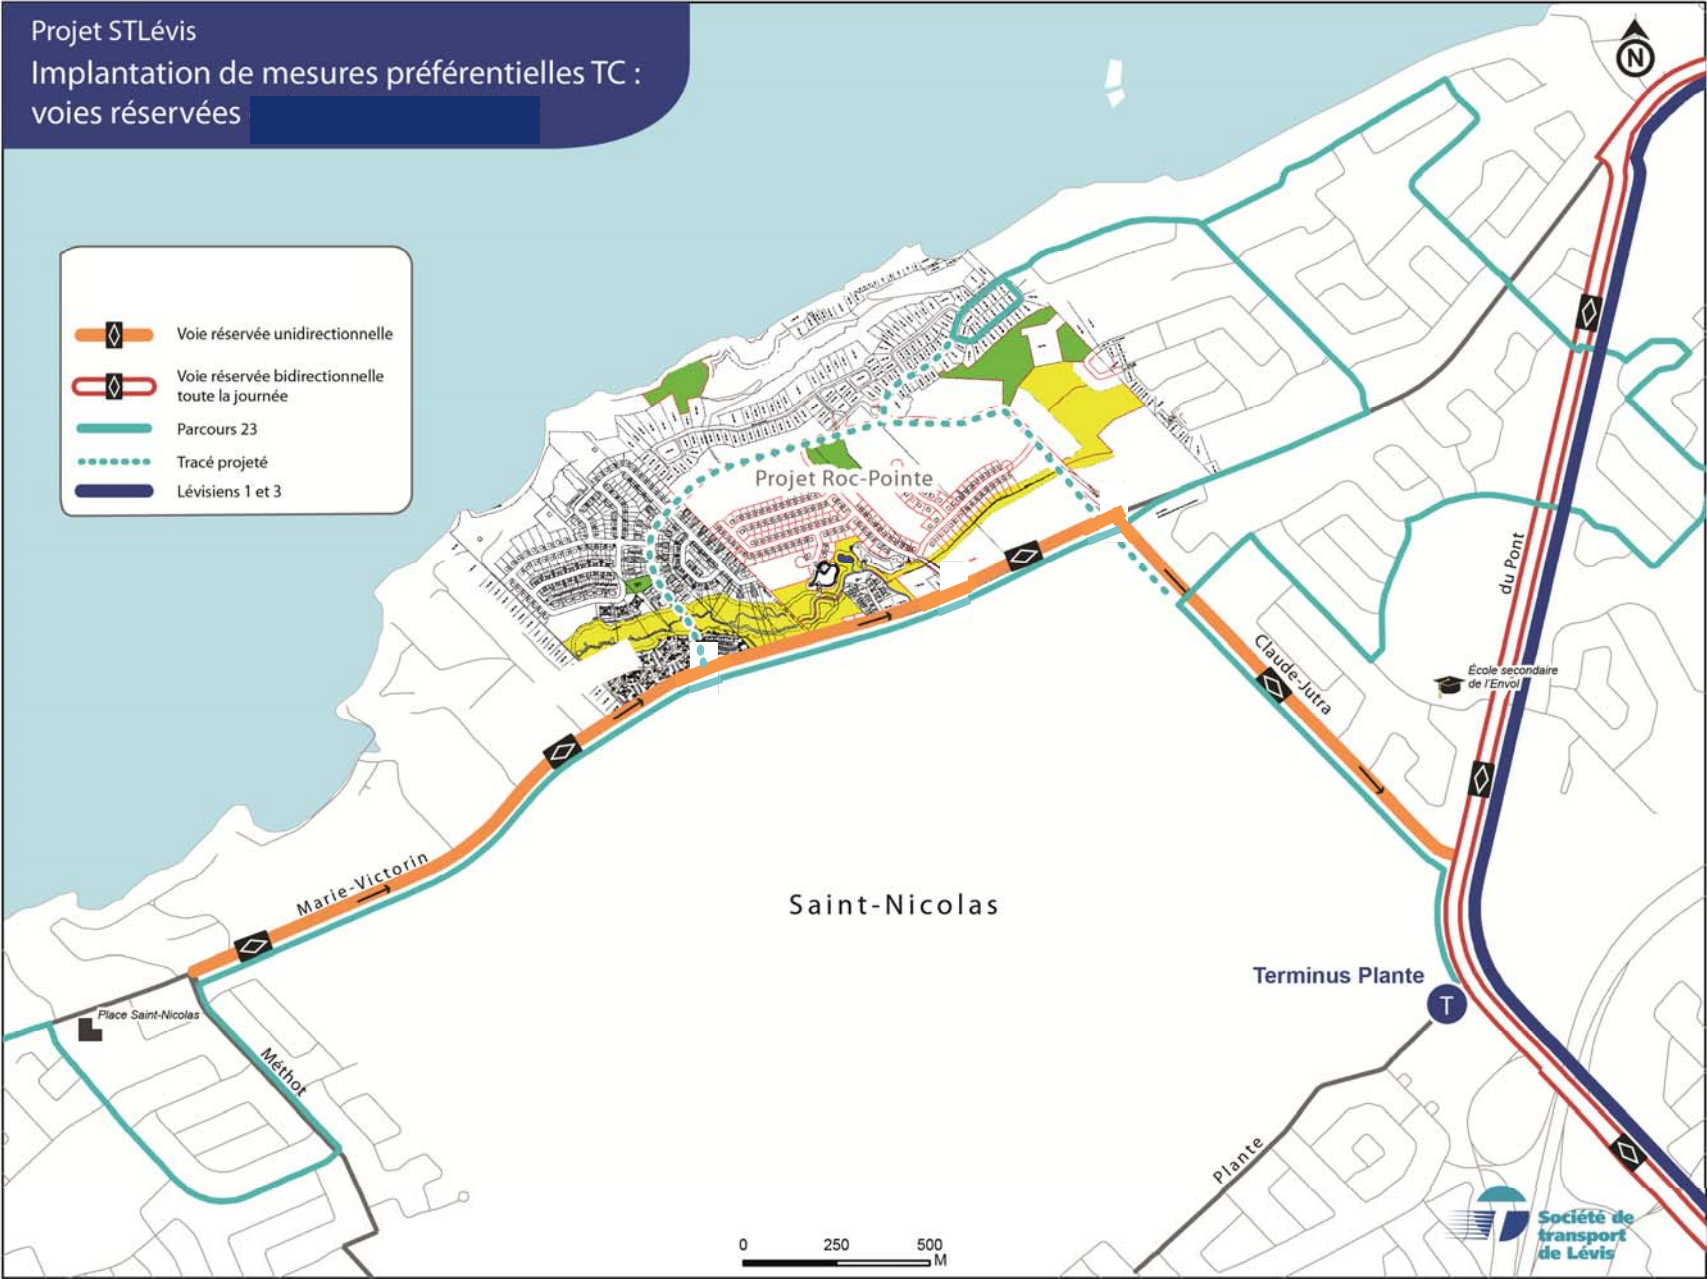 Projet STLévis
Implantation de mesures préférentielles TC :
voies réservées
N
Voie réservée unidirectionnelle
Voie réservée bidirectionnelle
toute la journée
Parcours 23
Tracé projeté
Lévisiens 1 et 3
Projet Roc-Pointe
du Pont
Claude-Jutra
École secondaire
de l'Envol
Marie-Victorin
Saint-Nicolas
Terminus Plante
T
Place Saint-Nicolas
Méthot
Plante
0 250 500
M
Société de
transport
de Lévis